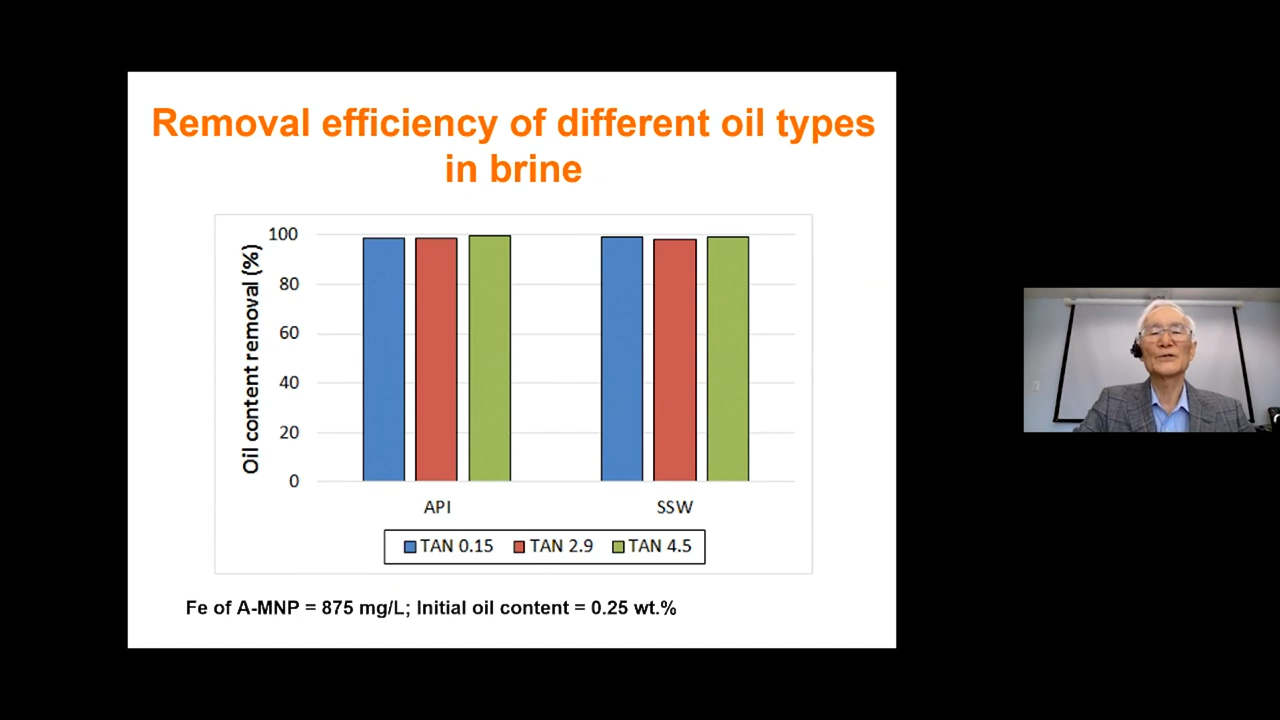 Removal efficiency of different oil types
in brine
Oil content removal (%)
100
80
60
40
20
0
API SSW
TAN 0.15 TAN 2.9 TAN 4.5
Fe of A-MNP = 875 mg/L; Initial oil content = 0.25 wt.%